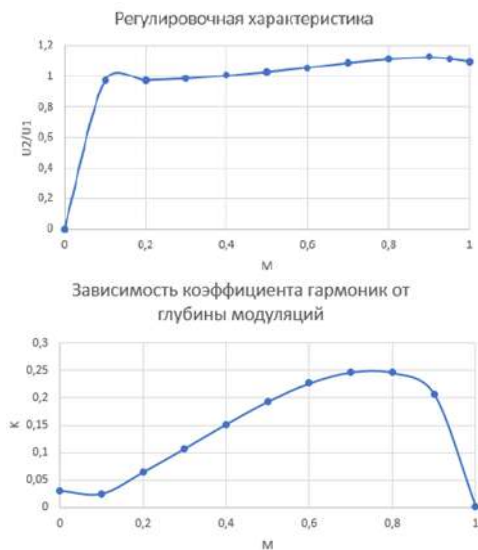 Регулировочная характеристика
1,2
1
0,8
0,6
0,4
0,2
0
U2/U1
0 0,2 0,4 0,6 0,8 1
M
Зависимость коэффициента гармоник от
глубины модуляций
0,3
0,25
0,2
0,15
0,1
0,05
0
K
0 0,2 0,4 0,6 0,8 1
M